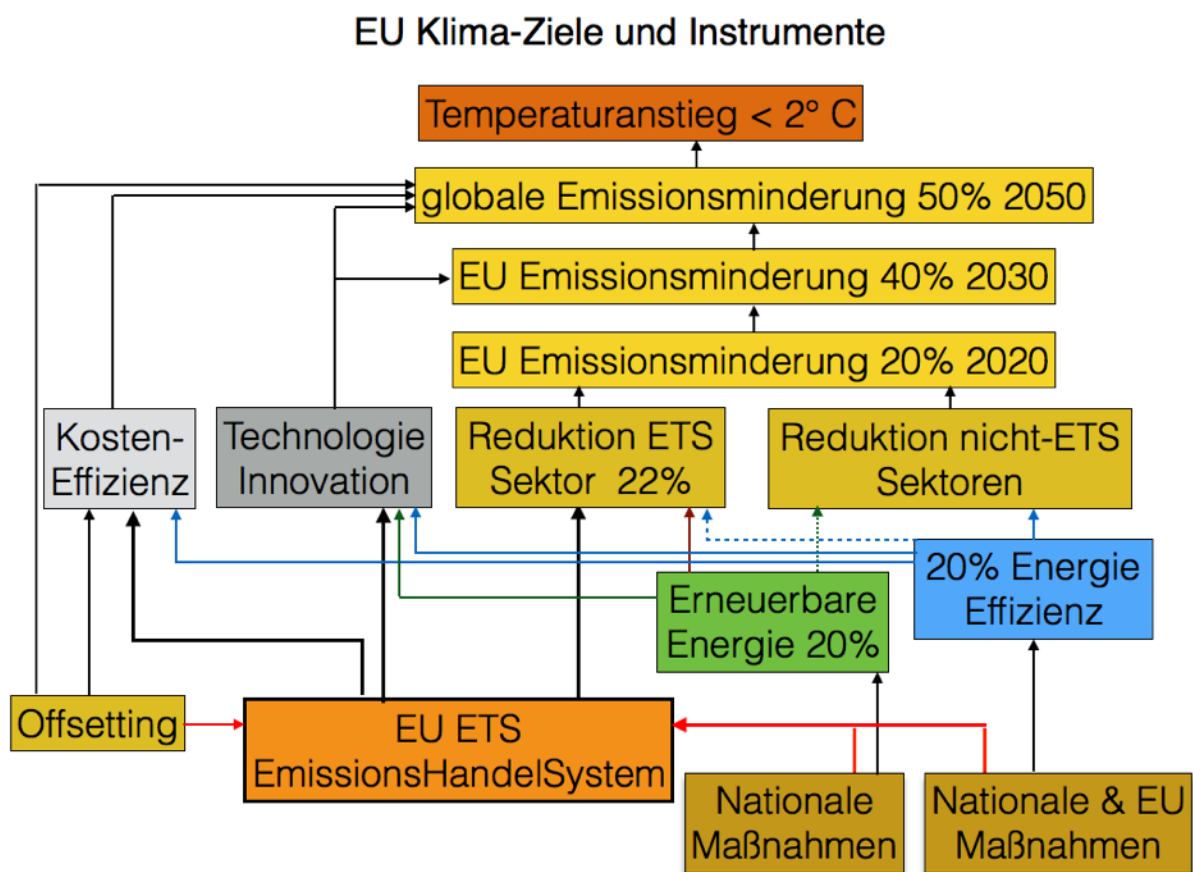 EU Klima-Ziele und Instrumente
Temperaturanstieg < 2° C
globale Emissionsminderung 50% 2050
EU Emissionsminderung 40% 2030
EU Emissionsminderung 20% 2020
Kosten-
Effizienz
Technologie
Innovation
Reduktion ETS
Sektor 22%
Reduktion nicht-ETS
Sektoren
20% Energie
Effizienz
Erneuerbare
Energie 20%
Offsetting
EU ETS
EmissionsHandelSystem
Nationale
Maßnahmen
Nationale & EU
Maßnahmen